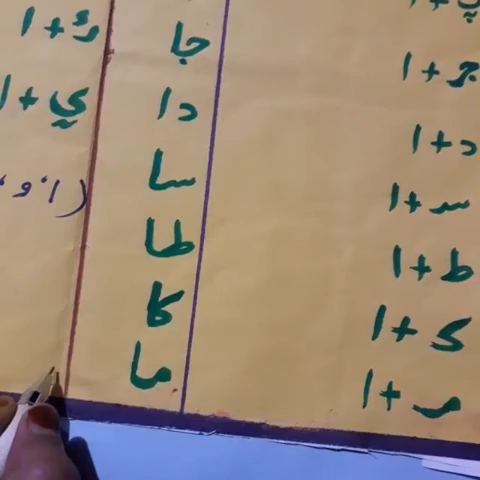 پ+ا
ج+ا جا
د+ا دا
س+ا سا
ط+ا طا
ک+ا کا
م+ا ما
ئ+ا
ي+ا
(ا، و،